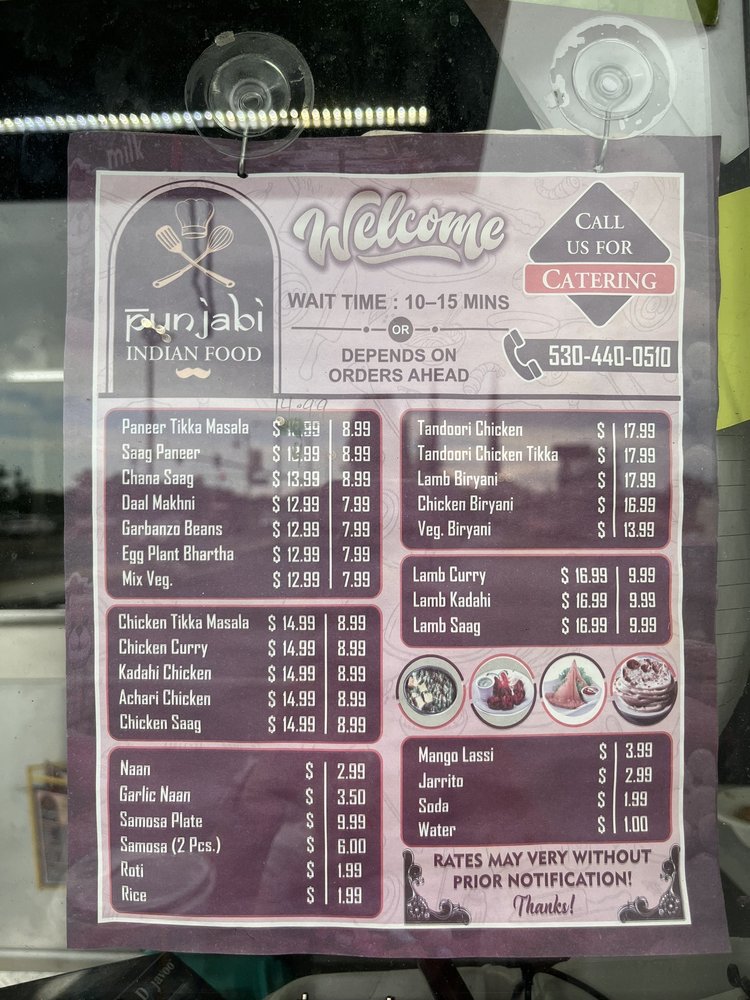 milk
Welcome
CALL
US FOR
CATERING
punjabi
INDIAN FOOD
WAIT TIME : 10–15 MINS
OR
DEPENDS ON
ORDERS AHEAD
530-440-0510
14.99
Paneer Tikka Masala $ 8.99
Saag Paneer $ 13.99 8.99
Chana Saag $ 13.99 8.99
Daal Makhni $ 12.99 7.99
Garbanzo Beans $ 12.99 7.99
Egg Plant Bhartha $ 12.99 7.99
Mix Veg. $ 12.99 7.99
Chicken Tikka Masala $ 14.99 8.99
Chicken Curry $ 14.99 8.99
Kadahi Chicken $ 14.99 8.99
Achari Chicken $ 14.99 8.99
Chicken Saag $ 14.99 8.99
Naan $ 2.99
Garlic Naan $ 3.50
Samosa Plate $ 9.99
Samosa (2 Pcs.) $ 6.00
Roti $ 1.99
Rice $ 1.99
Tandoori Chicken $ 17.99
Tandoori Chicken Tikka $ 17.99
Lamb Biryani $ 17.99
Chicken Biryani $ 16.99
Veg. Biryani $ 13.99
Lamb Curry $ 16.99 9.99
Lamb Kadahi $ 16.99 9.99
Lamb Saag $ 16.99 9.99
Mango Lassi $ 3.99
Jarrito $ 2.99
Soda $ 1.99
Water $ 1.00
RATES MAY VERY WITHOUT
PRIOR NOTIFICATION!
Thanks!